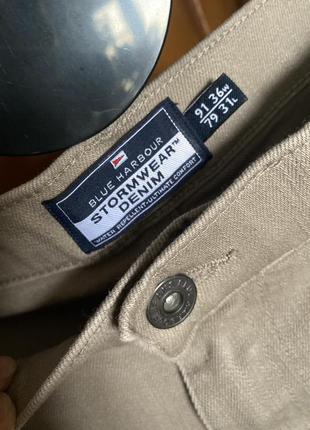 BLUE HARBOUR
STORMWEAR™
DENIM
WATER REPELLENT-ULTIMATE COMFORT
91 36W
79 31L